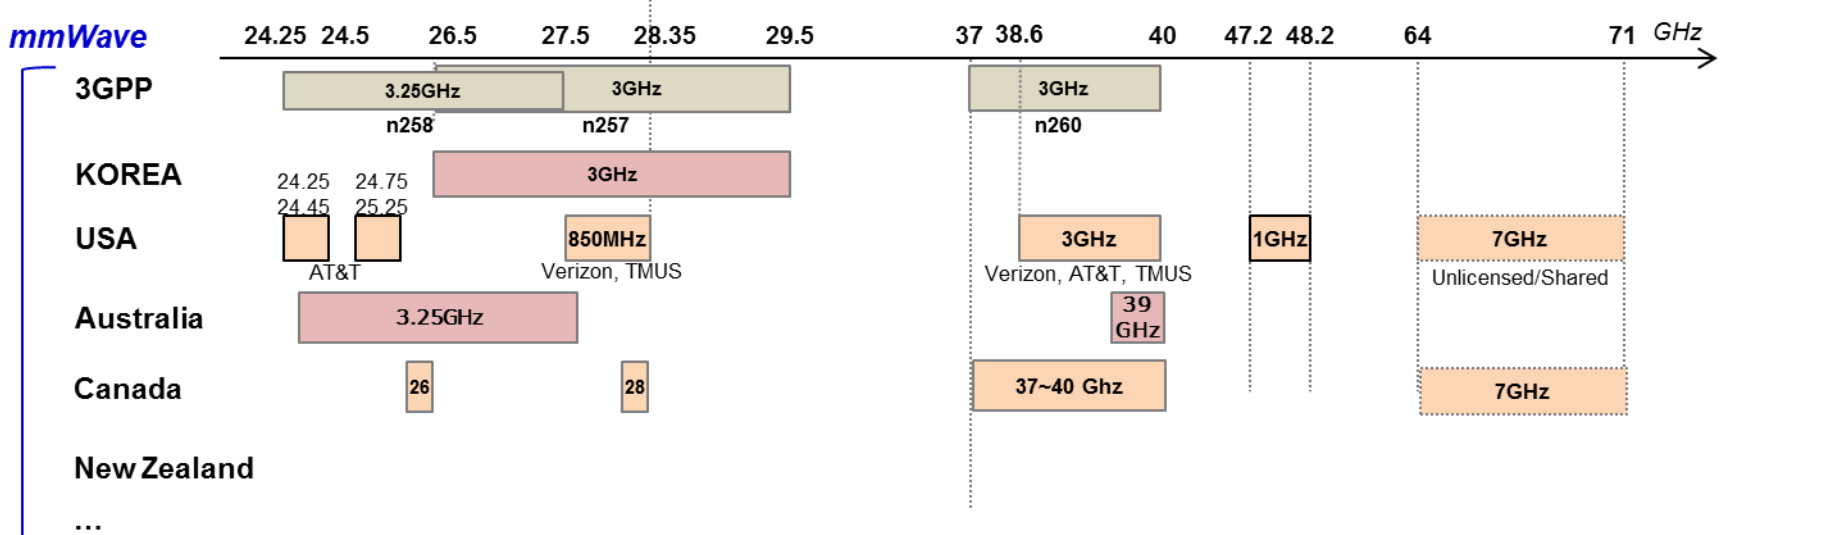 mmWave 24.25 24.5 26.5 27.5 28.35 29.5 37 38.6 40 47.2 48.2 64 71 GHz
3GPP 3.25GHz 3GHz 3GHz
n258 n257 n260
KOREA 3GHz
24.25 24.75
24.45 25.25
USA 850MHz 3GHz 1GHz 7GHz
AT&T Verizon, TMUS Verizon, AT&T, TMUS Unlicensed/Shared
Australia 3.25GHz 39
GHz
Canada 26 28 37~40 Ghz 7GHz
New Zealand
...